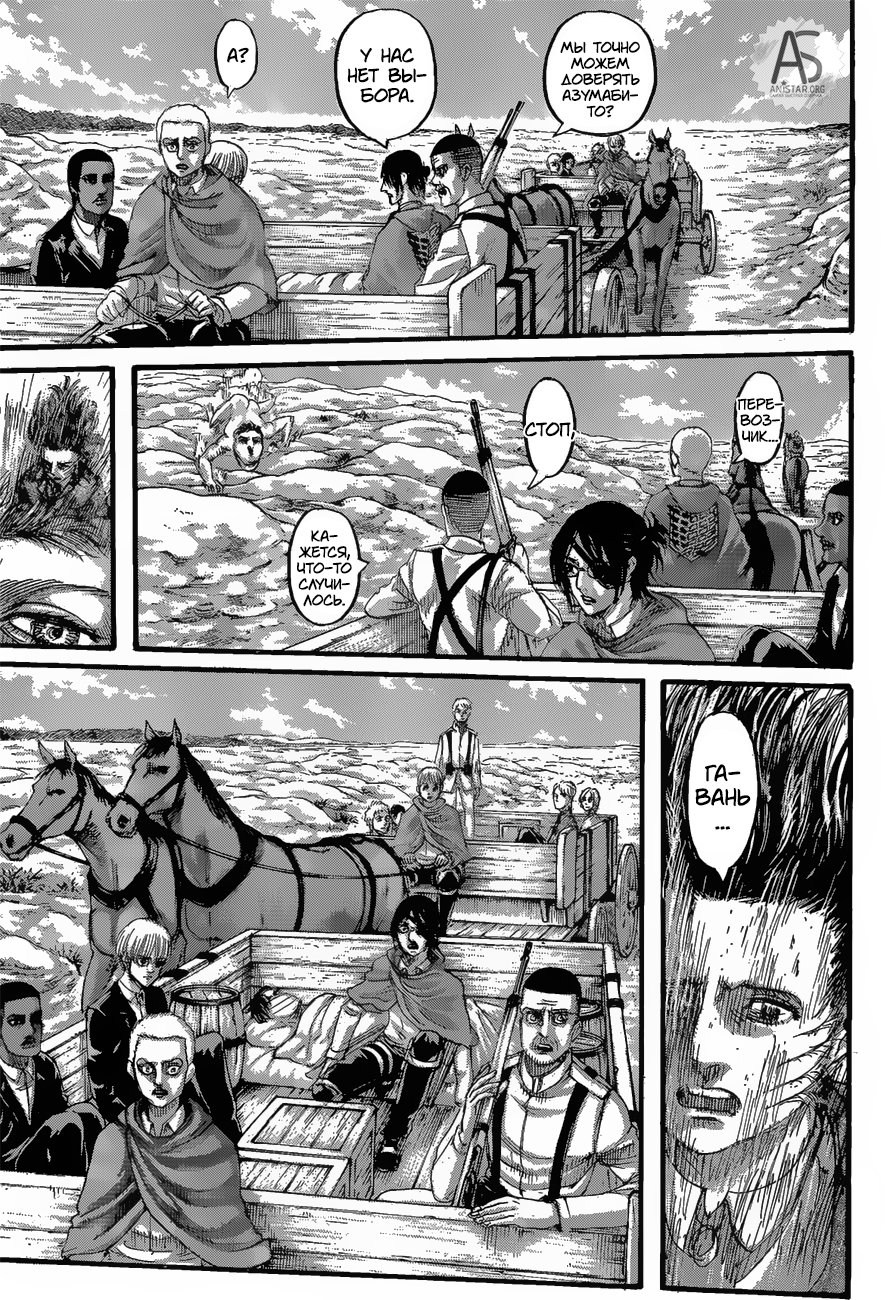 МЫ ТОЧНО
МОЖЕМ
ДОВЕРЯТЬ
АЗУМАБИ-
ТО?
У НАС
НЕТ ВЫ-
БОРА.
А?
AS
ANISTAR.ORG
ПЕРЕ-
ВОЗ-
ЧИК...
СТОП,
КА-
ЖЕТСЯ,
ЧТО-ТО
СЛУЧИ-
ЛОСЬ.
ГА-
ВАНЬ
...